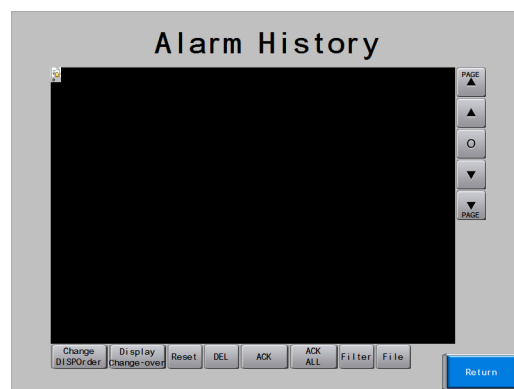 Alarm History
PAGE
▲
▲
O
▼
▼
PAGE
Change
DISPOrder
Display
Change-over
Reset
DEL
ACK
ACK
ALL
Filter
File
Return